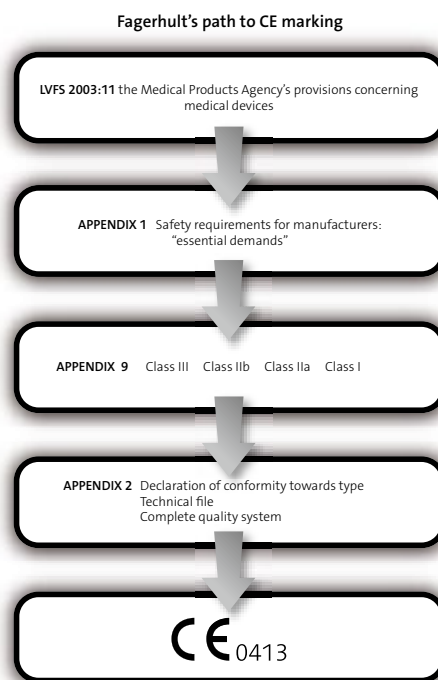 Fagerhult's path to CE marking
LVFS 2003:11 the Medical Products Agency's provisions concerning
medical devices
APPENDIX 1 Safety requirements for manufacturers:
"essential demands"
APPENDIX 9 Class III Class IIb Class IIa Class I
APPENDIX 2 Declaration of conformity towards type
Technical file
Complete quality system
CE 0413